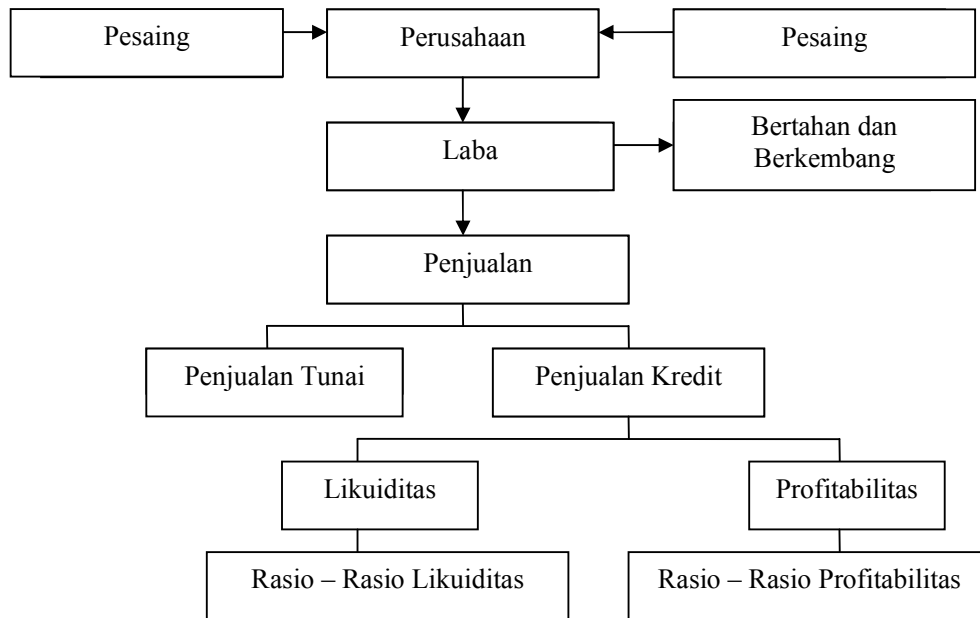 Pesaing
Perusahaan
Pesaing
Laba
Bertahan dan
Berkembang
Penjualan
Penjualan Tunai
Penjualan Kredit
Likuiditas
Profitabilitas
Rasio – Rasio Likuiditas
Rasio – Rasio Profitabilitas